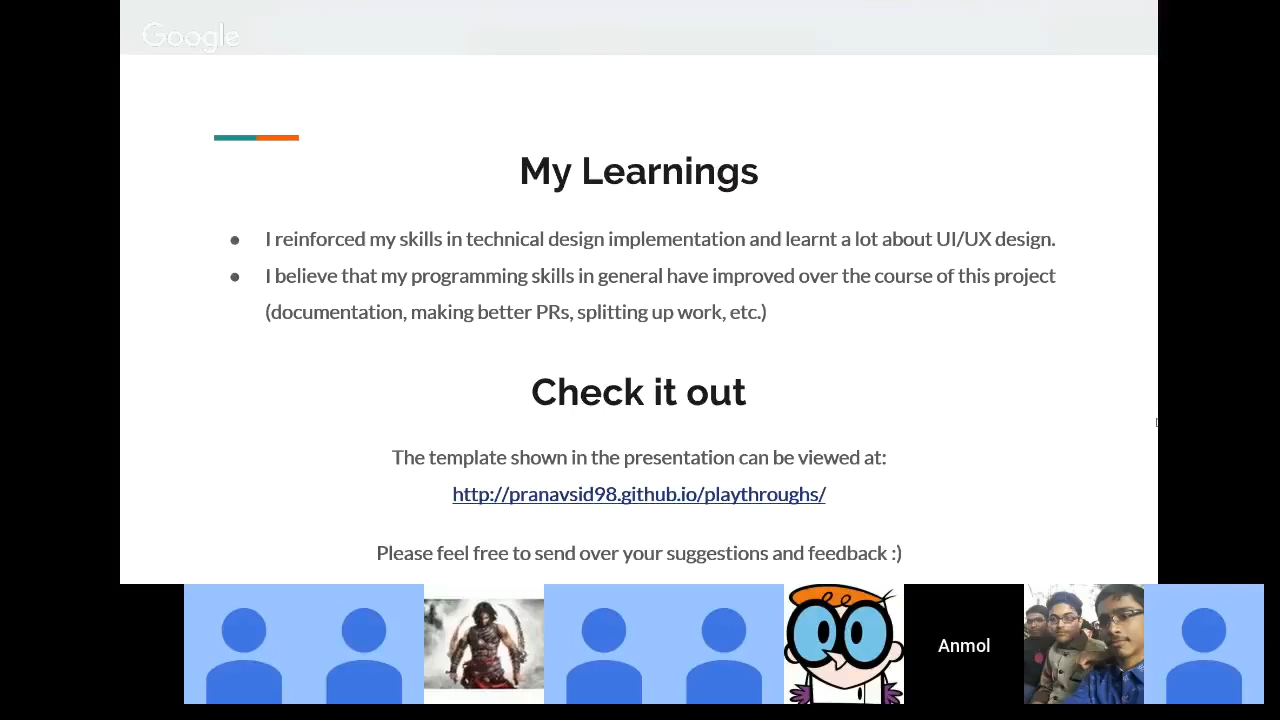 Google
My Learnings
● I reinforced my skills in technical design implementation and learnt a lot about UI/UX design.
● I believe that my programming skills in general have improved over the course of this project
(documentation, making better PRs, splitting up work, etc.)
Check it out
The template shown in the presentation can be viewed at:
http://pranavsid98.github.io/playthroughs/
Please feel free to send over your suggestions and feedback :)
Anmol